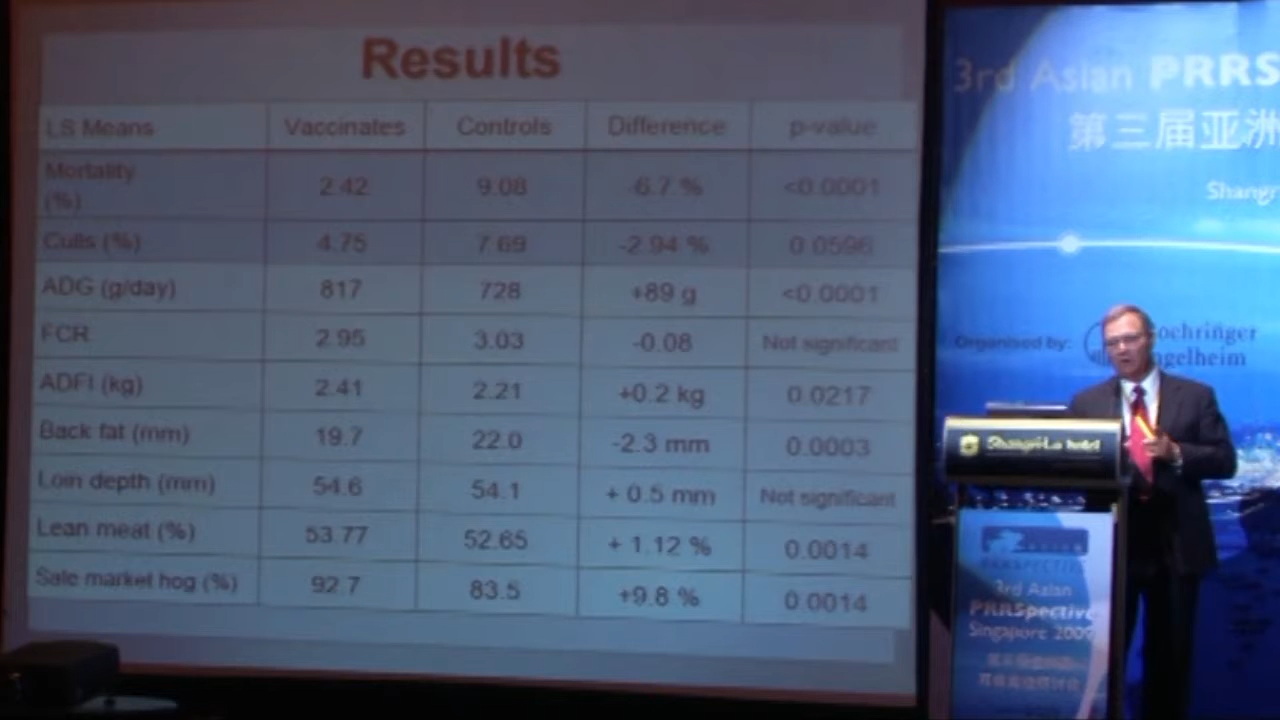 Results
LS Means Vaccinates Controls Difference p-value
Mortality
(%) 2.42 9.08 -6.7 % <0.0001
Culls (%) 4.75 7.69 -2.94 % 0.0596
ADG (g/day) 817 728 +89 g <0.0001
FCR 2.95 3.03 -0.08 Not significant
ADFI (kg) 2.41 2.21 +0.2 kg 0.0217
Back fat (mm) 19.7 22.0 -2.3 mm 0.0003
Loin depth (mm) 54.6 54.1 + 0.5 mm Not significant
Lean meat (%) 53.77 52.65 + 1.12 % 0.0014
Sale market hog (%) 92.7 83.5 +9.8 % 0.0014
3rd Asian PRRS
第三届亚洲
Shangr
Organised by:
oehringer
ngelheim
Shangri-La hotel
3rd Asian
PRRSpective
Singapore 2009